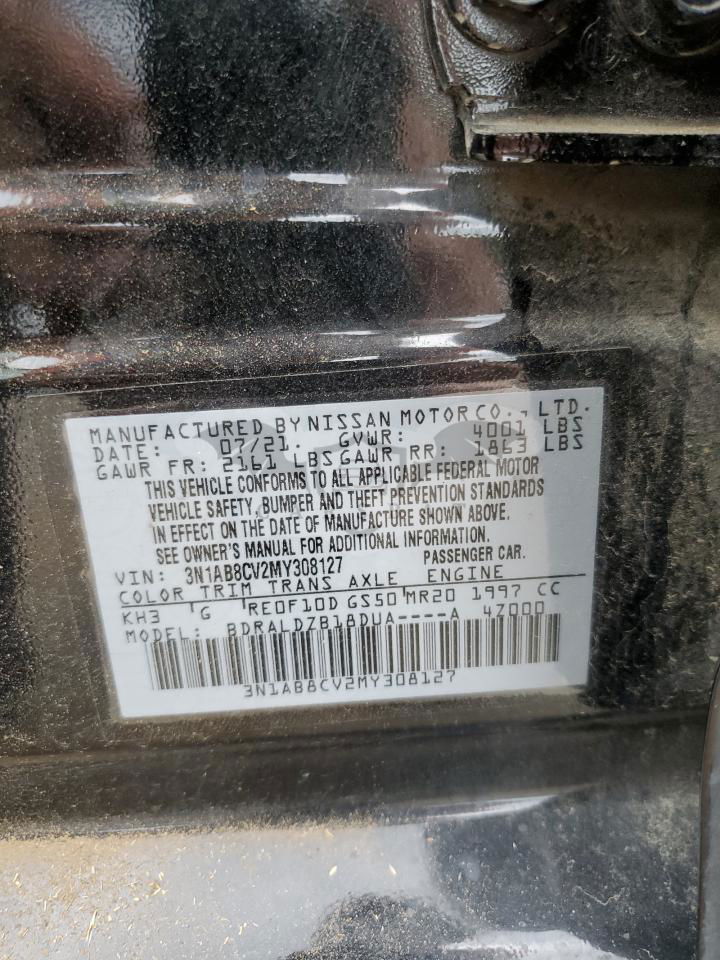 MANUFACTURED BY NISSAN MOTOR CO., LTD.
DATE: 07/21. GVWR: 4001 LBS
GAWR FR: 2161 LBS GAWR RR: 1863 LBS
THIS VEHICLE CONFORMS TO ALL APPLICABLE FEDERAL MOTOR
VEHICLE SAFETY, BUMPER AND THEFT PREVENTION STANDARDS
IN EFFECT ON THE DATE OF MANUFACTURE SHOWN ABOVE.
SEE OWNER'S MANUAL FOR ADDITIONAL INFORMATION.
VIN: 3N1AB8CV2MY308127 PASSENGER CAR.
COLOR TRIM TRANS AXLE ENGINE
KH3 'G RE0F10D GS50 MR20 1997 CC
MODEL: BDRALDZB18DUA----A 4Z000
3N1AB8CV2MY308127